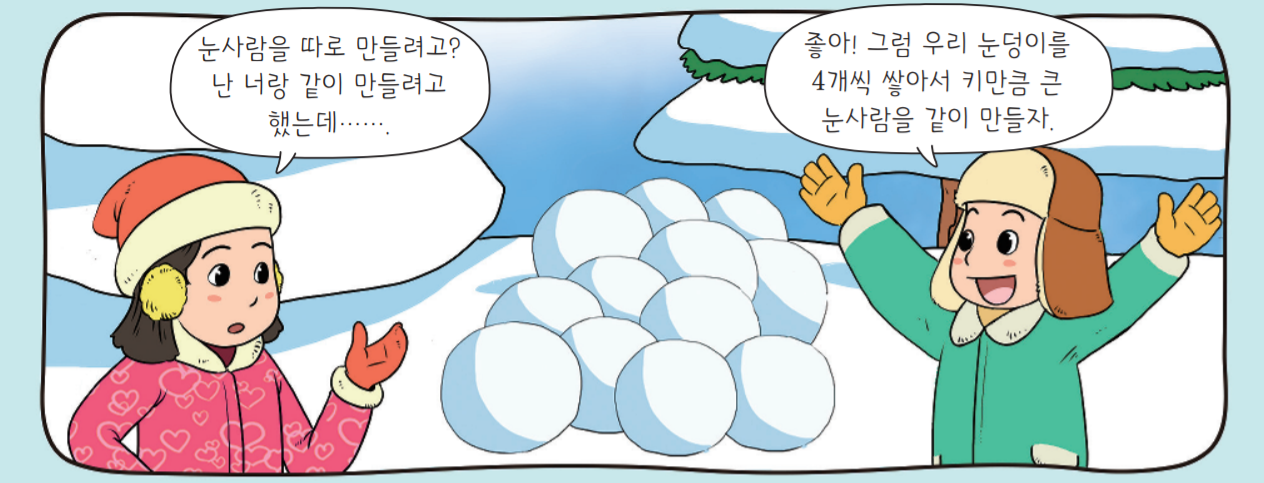 눈사람을 따로 만들려고?
난 너랑 같이 만들려고
했는데…….
좋아! 그럼 우리 눈덩이를
4개씩 쌓아서 키만큼 큰
눈사람을 같이 만들자.